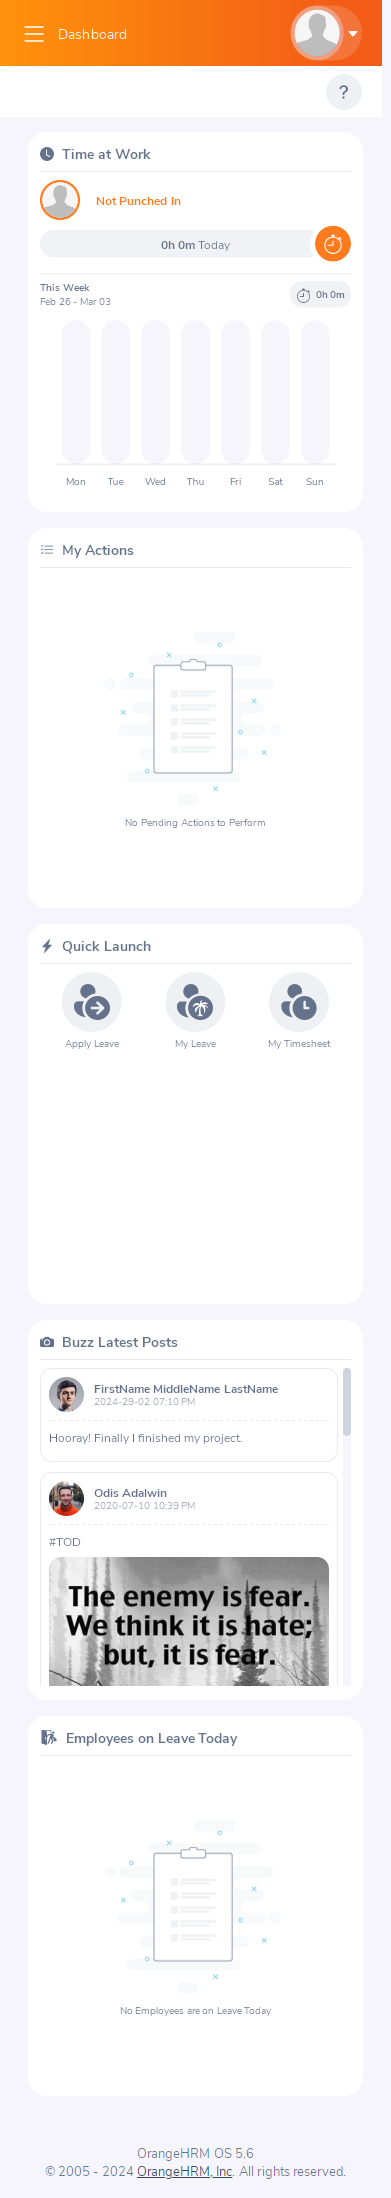 Dashboard
?
Time at Work
Not Punched In
0h 0m Today
This Week
Feb 26 - Mar 03
0h 0m
Mon Tue Wed Thu Fri Sat Sun
My Actions
No Pending Actions to Perform
Quick Launch
Apply Leave My Leave My Timesheet
Buzz Latest Posts
FirstName MiddleName LastName
2024-29-02 07:10 PM
Hooray! Finally I finished my project.
Odis Adalwin
2020-07-10 10:39 PM
#TOD
The enemy is fear.
We think it is hate;
but, it is fear.
Employees on Leave Today
No Employees are on Leave Today
OrangeHRM OS 5.6
© 2005 - 2024 OrangeHRM, Inc. All rights reserved.